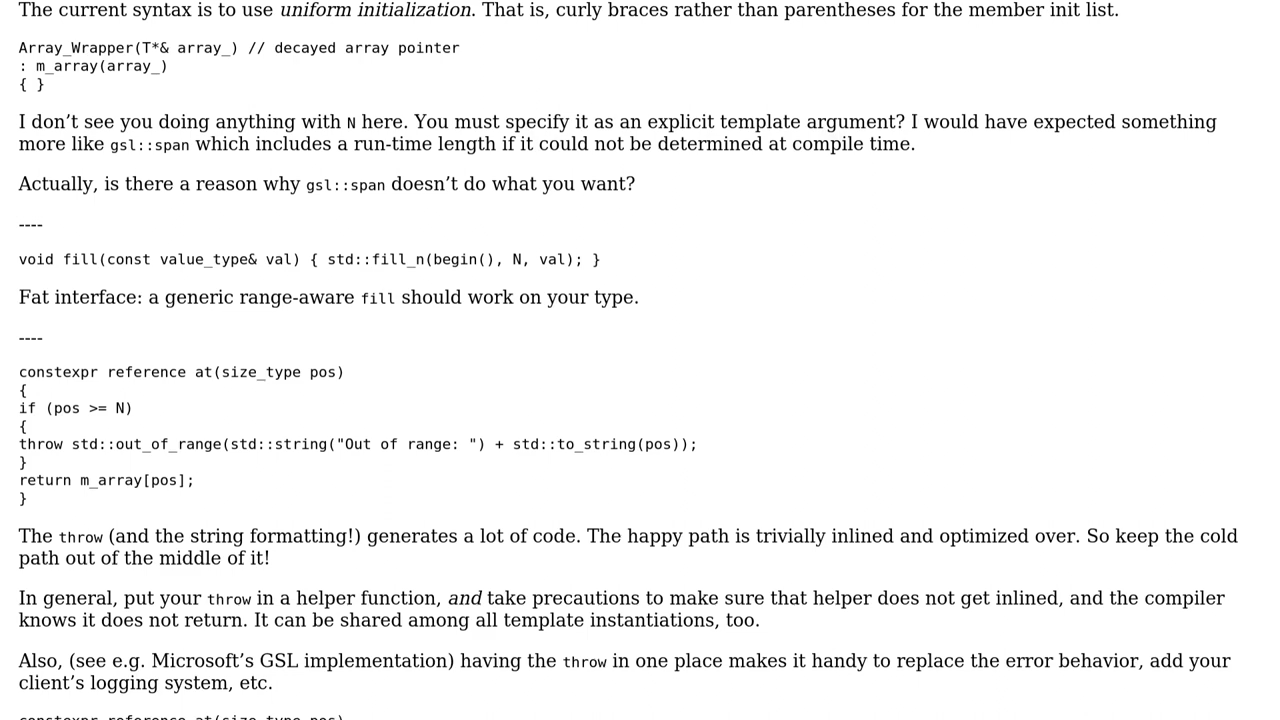 The current syntax is to use uniform initialization. That is, curly braces rather than parentheses for the member init list.
Array_Wrapper(T*& array_) // decayed array pointer
: m_array(array_)
{ }
I don’t see you doing anything with N here. You must specify it as an explicit template argument? I would have expected something
more like gsl::span which includes a run-time length if it could not be determined at compile time.
Actually, is there a reason why gsl::span doesn’t do what you want?
----
void fill(const value_type& val) { std::fill_n(begin(), N, val); }
Fat interface: a generic range-aware fill should work on your type.
----
constexpr reference at(size_type pos)
{
if (pos >= N)
{
throw std::out_of_range(std::string("Out of range: ") + std::to_string(pos));
}
return m_array[pos];
}
The throw (and the string formatting!) generates a lot of code. The happy path is trivially inlined and optimized over. So keep the cold
path out of the middle of it!
In general, put your throw in a helper function, and take precautions to make sure that helper does not get inlined, and the compiler
knows it does not return. It can be shared among all template instantiations, too.
Also, (see e.g. Microsoft’s GSL implementation) having the throw in one place makes it handy to replace the error behavior, add your
client’s logging system, etc.
constexpr reference at(size_type pos)